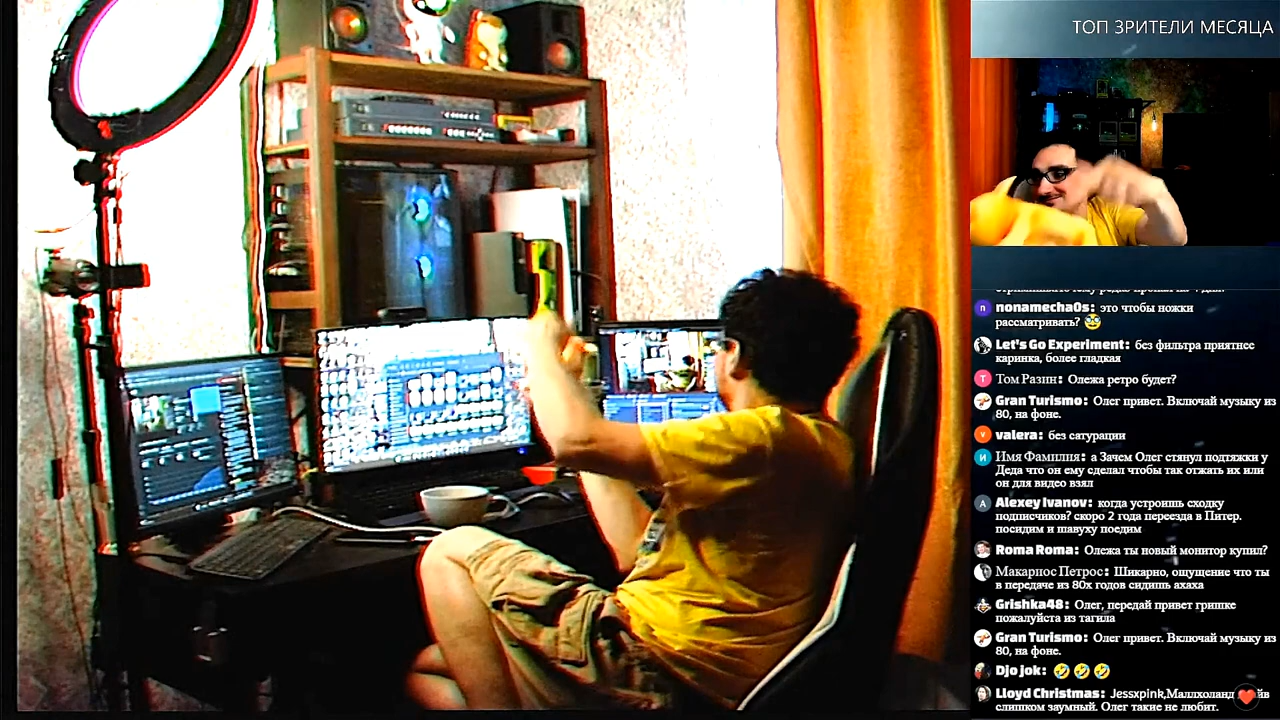 ТОП ЗРИТЕЛИ МЕСЯЦА
nonamecha0s: это чтобы ножки
рассматривать?
Let's Go Experiment: без фильтра приятнее
каринка, более гладкая
Том Разин: Олежа ретро будет?
Gran Turismo: Олег привет. Включай музыку из
80, на фоне.
valera: без сатурации
Имя Фамилия: а Зачем Олег стянул подтяжки у
Деда что он ему сделал чтобы так отжать их или
он для видео взял
Alexey Ivanov: когда устроишь сходку
подписчиков? скоро 2 года переезда в Питер.
посидим и шавуху поедим
Roma Roma: Олежа ты новый монитор купил?
Макариос Петрос: Шикарно, ощущение что ты
в передаче из 80х годов сидишь ахаха
Grishka48: Олег, передай привет гришке
пожалуйста из тагила
Gran Turismo: Олег привет. Включай музыку из
80, на фоне.
Djo jok: 🤣 🤣 🤣
Lloyd Christmas: Jessxpink,Маллхоланд
слишком заумный. Олег такие не любит.